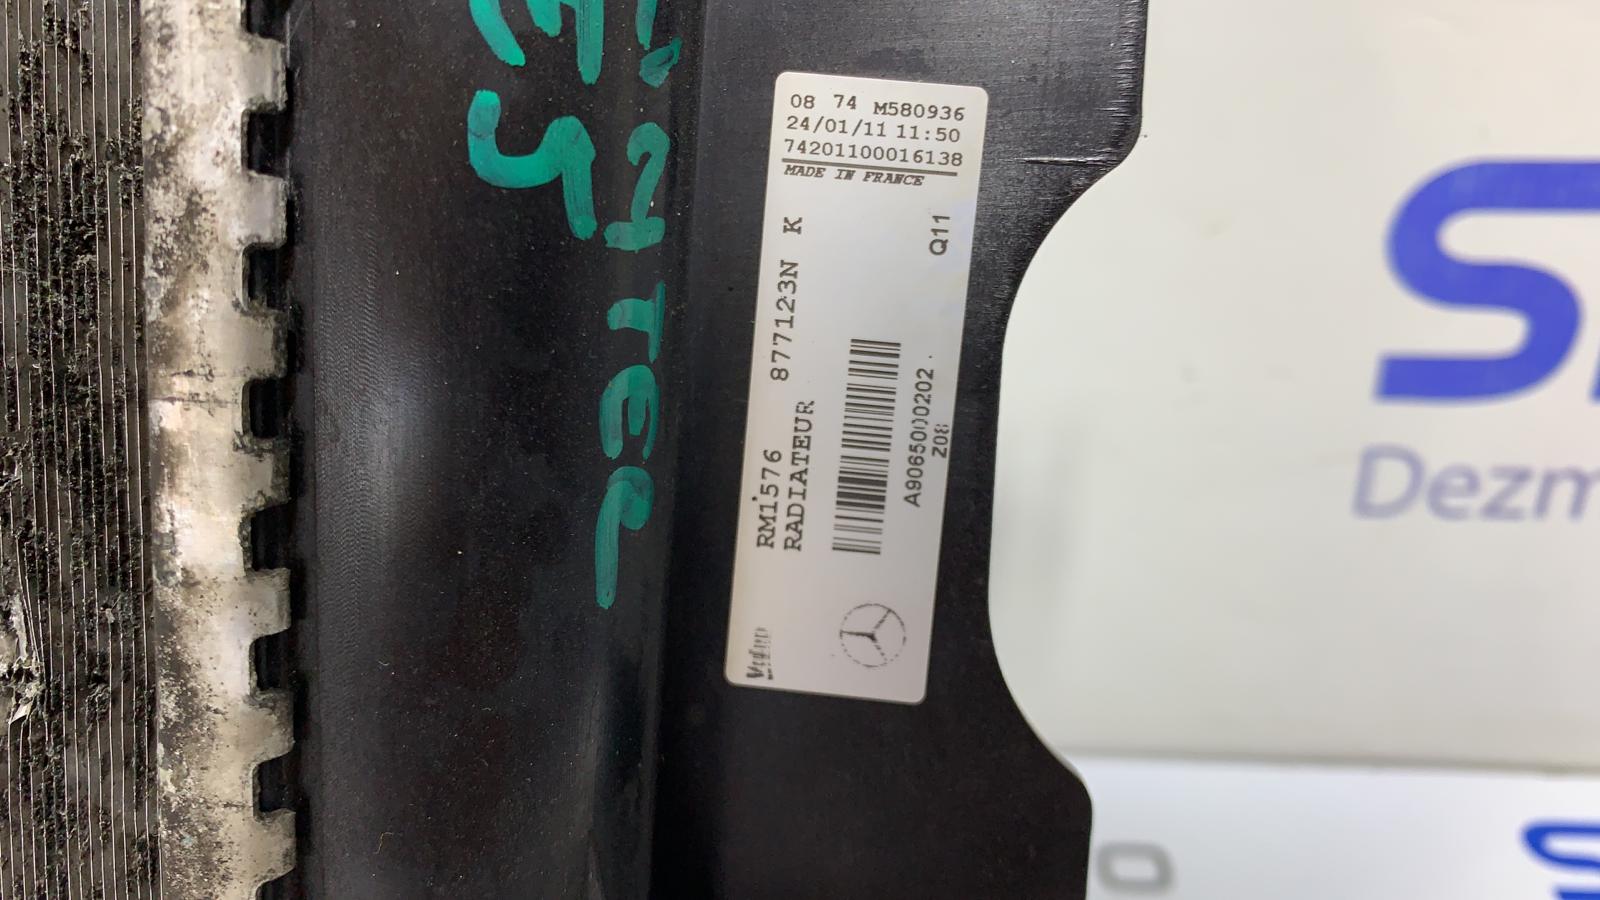 08 74 M580936
24/01/11 11:50
74201100016138
MADE IN FRANCE
Valeo
RM1576 877123N K
RADIATEUR
A9065000202
Z08
Q11
Dezm